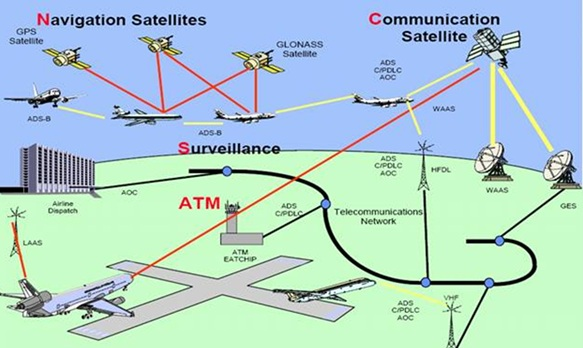 Navigation Satellites
Communication
Satellite
GPS
Satellite
GLONASS
Satellite
ADS
C/PDLC
AOC
WAAS
ADS-B
ADS-B
Surveillance
ADS
C/PDLC
AOC
HFDL
WAAS
GES
Airline
Dispatch
AOC
ATM
ADS
C/PDLC
Telecommunications
Network
LAAS
ATM
EATCHIP
ADS
C/PDLC
AOC
VHF